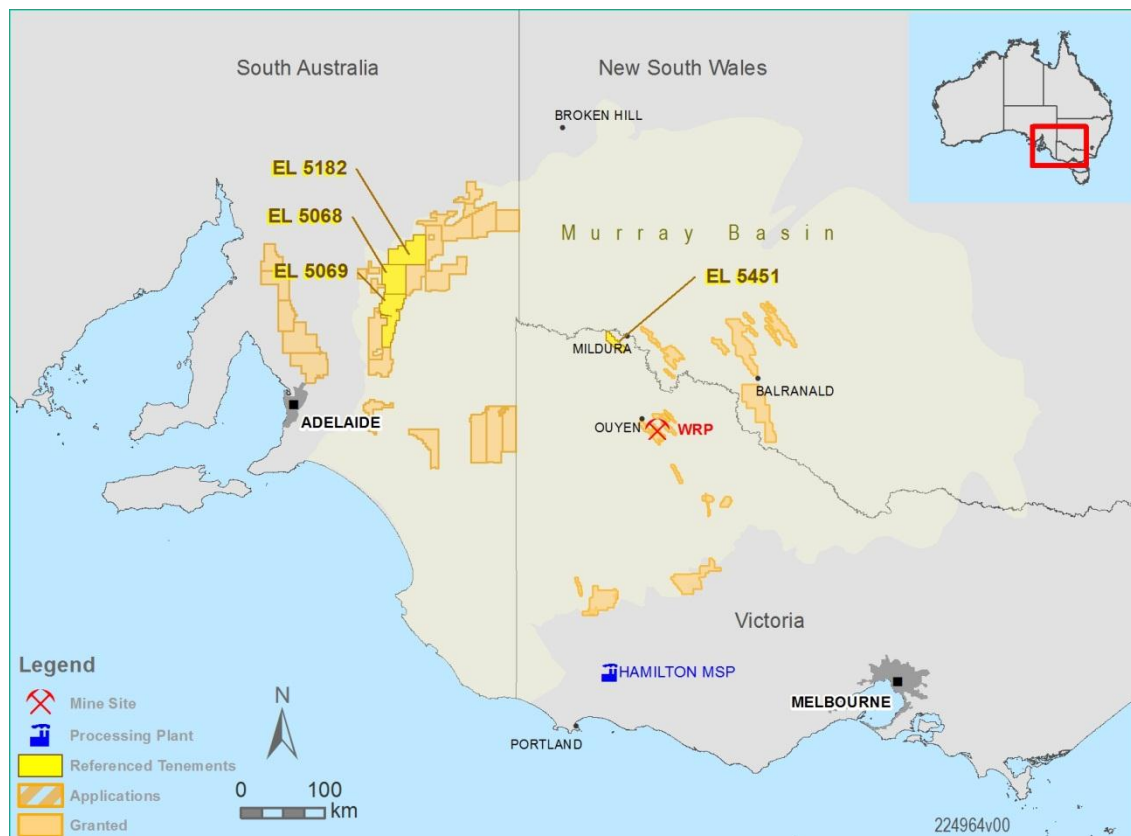 South Australia
New South Wales
BROKEN HILL
EL 5182
EL 5068
EL 5069
Murray Basin
EL 5451
MILDURA
BALRANALD
OUYEN
WRP
ADELAIDE
Victoria
HAMILTON MSP
MELBOURNE
PORTLAND
Legend
Mine Site
Processing Plant
Referenced Tenements
Applications
Granted
N
0 100
km
224964v00